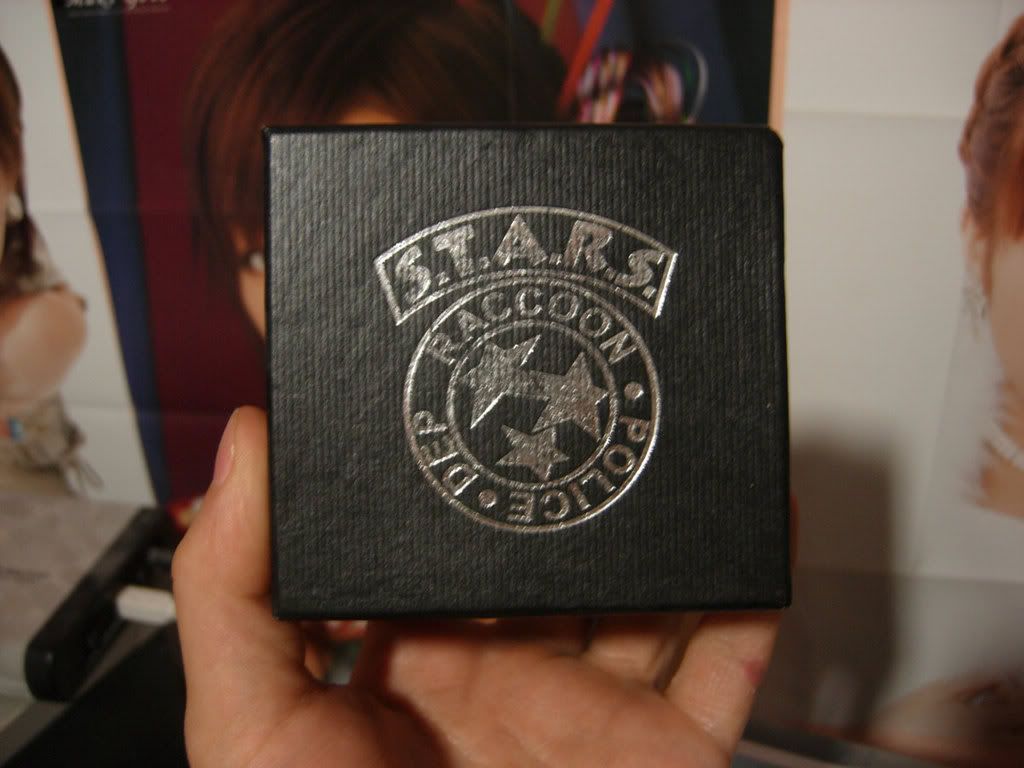 S.T.A.R.S.
RACCOON • POLICE • DEP